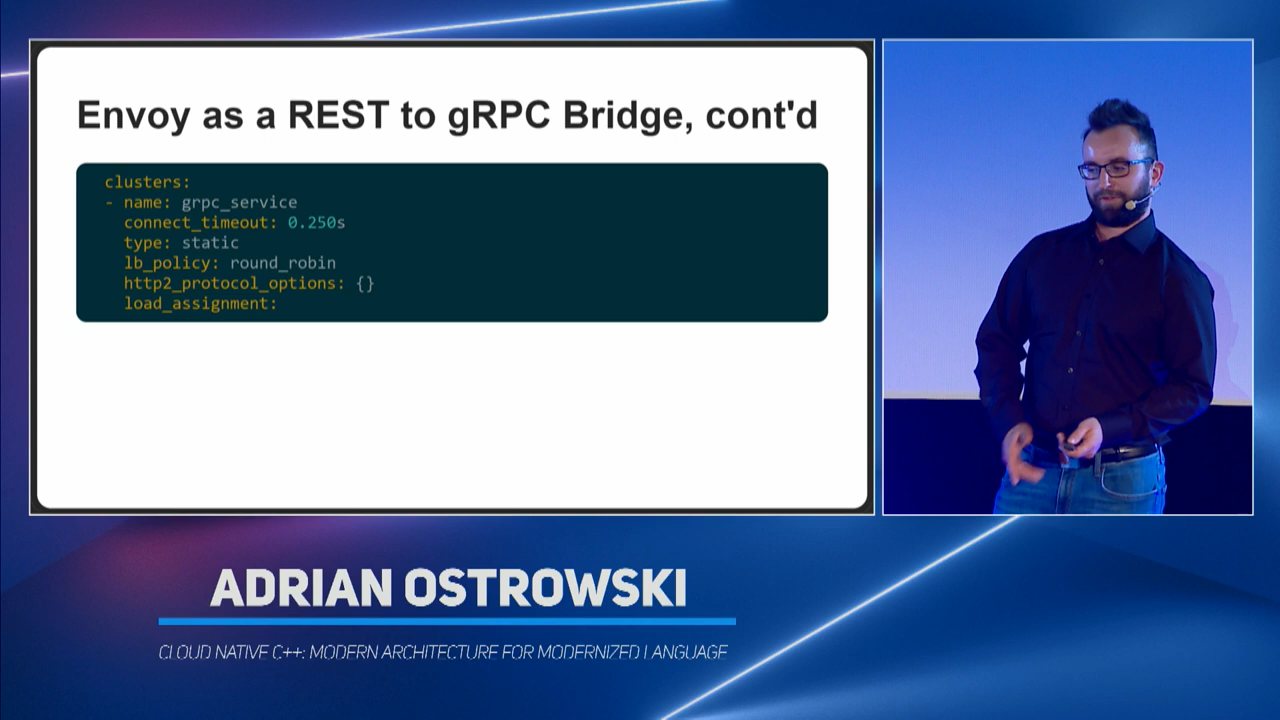 Envoy as a REST to gRPC Bridge, cont'd
clusters:
- name: grpc_service
connect_timeout: 0.250s
type: static
lb_policy: round_robin
http2_protocol_options: {}
load_assignment:
ADRIAN OSTROWSKI
CLOUD NATIVE C++: MODERN ARCHITECTURE FOR MODERNIZED LANGUAGE